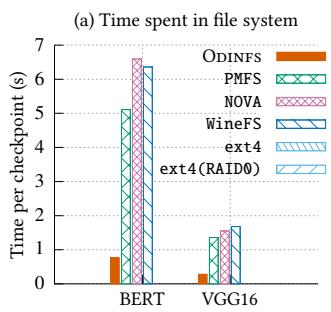 (a) Time spent in file system
Time per checkpoint (s)
7
6
5
4
3
2
1
0
ODINFS
PMFS
NOVA
WineFS
ext4
ext4(RAID0)
BERT
VGG16